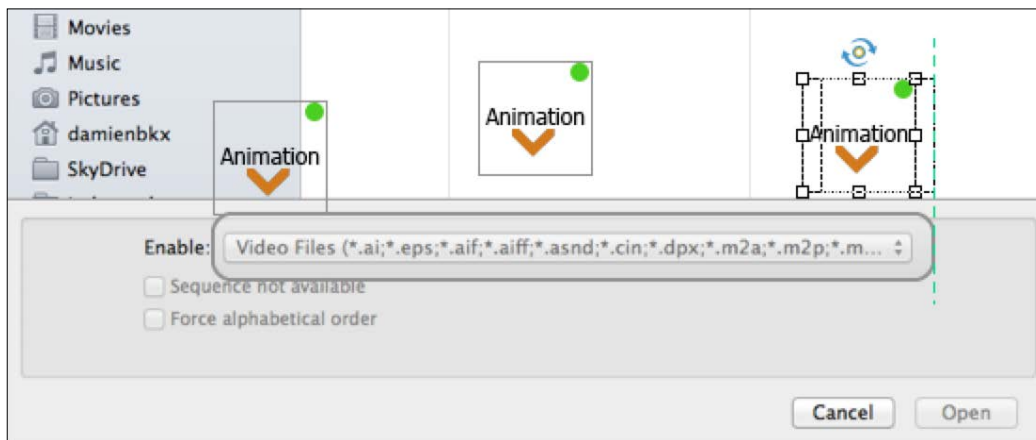 Movies
Music
Pictures
damienbkx
SkyDrive
Animation
Animation
Animation
Enable: Video Files (*.ai;*.eps;*.aif;*.aiff;*.asnd;*.cin;*.dpx;*.m2a;*.m2p;*.m...
Sequence not available
Force alphabetical order
Cancel
Open